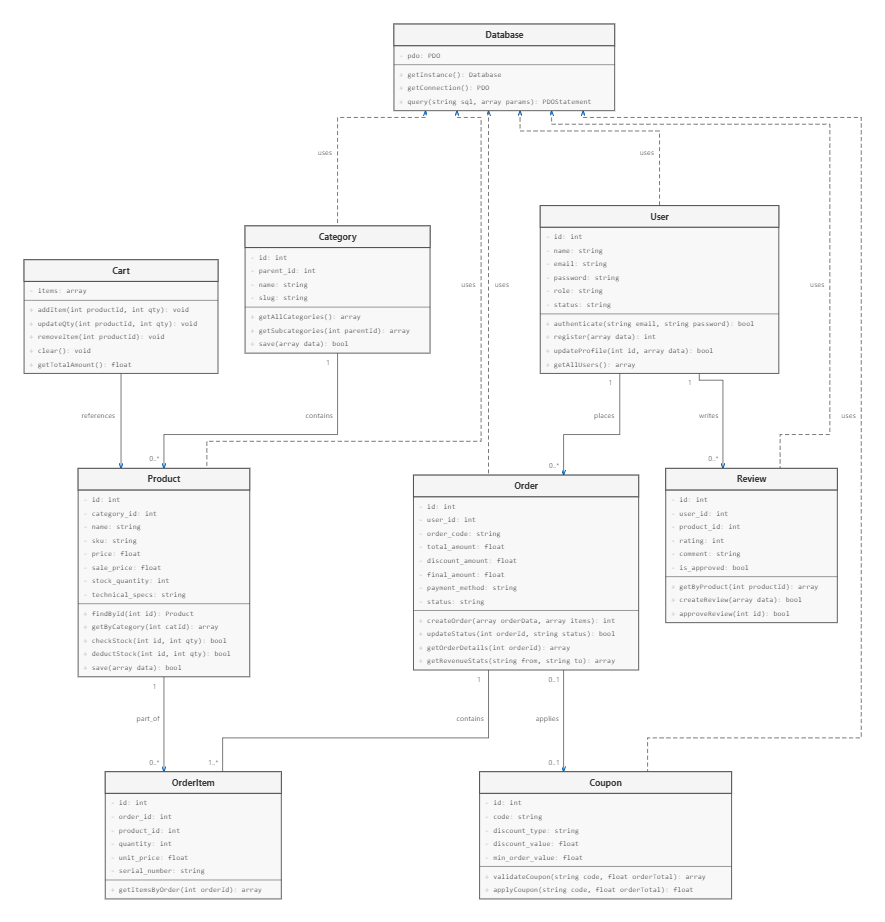 Database
- pdo: PDO
+ getInstance(): Database
+ getConnection(): PDO
+ query(string sql, array params): PDOStatement
uses
uses
uses
uses
uses
uses
Category
- id: int
- parent_id: int
- name: string
- slug: string
+ getAllCategories(): array
+ getSubcategories(int parentId): array
+ save(array data): bool
User
- id: int
- name: string
- email: string
- password: string
- role: string
- status: string
+ authenticate(string email, string password): bool
+ register(array data): int
+ updateProfile(int id, array data): bool
+ getAllUsers(): array
Cart
- items: array
+ addItem(int productId, int qty): void
+ updateQty(int productId, int qty): void
+ removeItem(int productId): void
+ clear(): void
+ getTotalAmount(): float
references
1
contains
0..*
1
places
0..*
1
writes
0..*
Product
- id: int
- category_id: int
- name: string
- sku: string
- price: float
- sale_price: float
- stock_quantity: int
- technical_specs: string
+ findById(int id): Product
+ getByCategory(int catId): array
+ checkStock(int id, int qty): bool
+ deductStock(int id, int qty): bool
+ save(array data): bool
Order
- id: int
- user_id: int
- order_code: string
- total_amount: float
- discount_amount: float
- final_amount: float
- payment_method: string
- status: string
+ createOrder(array orderData, array items): int
+ updateStatus(int orderId, string status): bool
+ getOrderDetails(int orderId): array
+ getRevenueStats(string from, string to): array
Review
- id: int
- user_id: int
- product_id: int
- rating: int
- comment: string
- is_approved: bool
+ getByProduct(int productId): array
+ createReview(array data): bool
+ approveReview(int id): bool
1
part_of
0..*
1
contains
1..*
0..1
applies
0..1
OrderItem
- id: int
- order_id: int
- product_id: int
- quantity: int
- unit_price: float
- serial_number: string
+ getItemsByOrder(int orderId): array
Coupon
- id: int
- code: string
- discount_type: string
- discount_value: float
- min_order_value: float
+ validateCoupon(string code, float orderTotal): array
+ applyCoupon(string code, float orderTotal): float